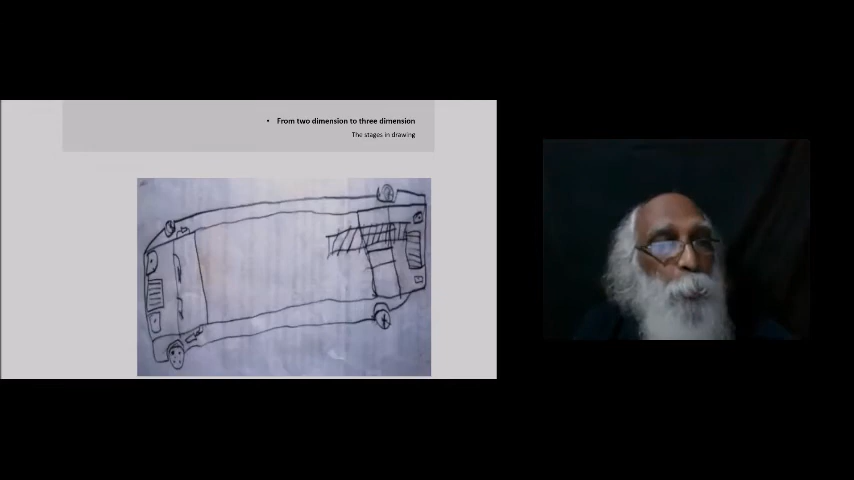 • From two dimension to three dimension
The stages in drawing